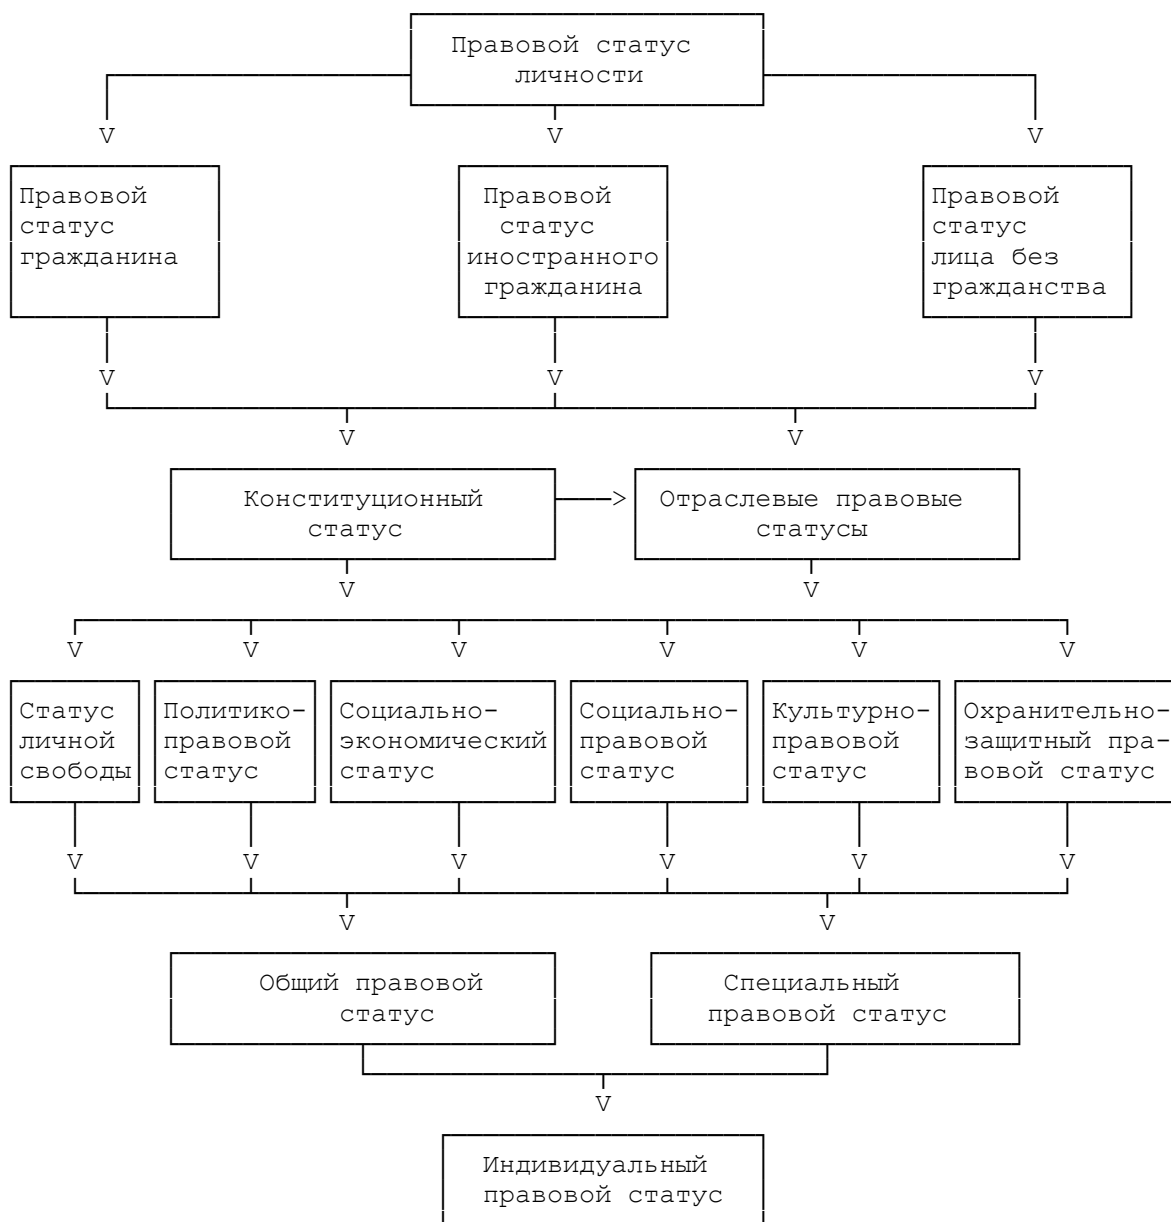 Правовой статус
личности
Правовой
статус
гражданина
Правовой
статус
иностранного
гражданина
Правовой
статус
лица без
гражданства
Конституционный
статус
Отраслевые правовые
статусы
Статус
личной
свободы
Политико-
правовой
статус
Социально-
экономический
статус
Социально-
правовой
статус
Культурно-
правовой
статус
Охранительно-
защитный пра-
вовой статус
Общий правовой
статус
Специальный
правовой статус
Индивидуальный
правовой статус